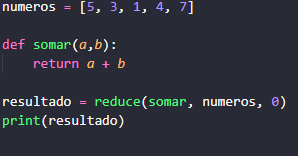 numeros = [5, 3, 1, 4, 7]
def somar(a,b):
    return a + b
resultado = reduce(somar, numeros, 0)
print(resultado)